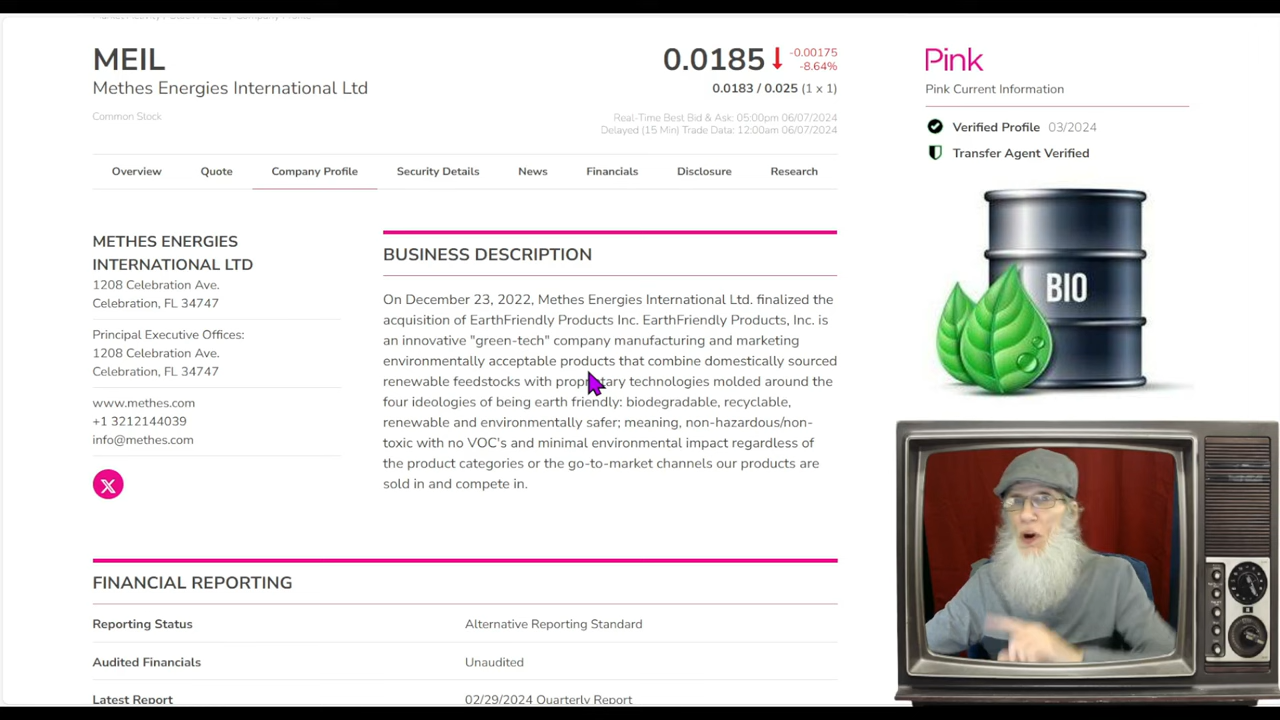 MEIL
Methes Energies International Ltd
Common Stock
0.0185
-0.00175
-8.64%
0.0183 / 0.025 (1 x 1)
Real-Time Best Bid & Ask: 05:00pm 06/07/2024
Delayed (15 Min) Trade Data: 12:00am 06/07/2024
Pink
Pink Current Information
Verified Profile 03/2024
Transfer Agent Verified
Overview Quote Company Profile Security Details News Financials Disclosure Research
METHES ENERGIES
INTERNATIONAL LTD
1208 Celebration Ave.
Celebration, FL 34747
Principal Executive Offices:
1208 Celebration Ave.
Celebration, FL 34747
www.methes.com
+1 3212144039
info@methes.com
X
BUSINESS DESCRIPTION
On December 23, 2022, Methes Energies International Ltd. finalized the
acquisition of EarthFriendly Products Inc. EarthFriendly Products, Inc. is
an innovative "green-tech" company manufacturing and marketing
environmentally acceptable products that combine domestically sourced
renewable feedstocks with proprietary technologies molded around the
four ideologies of being earth friendly: biodegradable, recyclable,
renewable and environmentally safer; meaning, non-hazardous/non-
toxic with no VOC's and minimal environmental impact regardless of
the product categories or the go-to-market channels our products are
sold in and compete in.
BIO
FINANCIAL REPORTING
Reporting Status Alternative Reporting Standard
Audited Financials Unaudited
Latest Report 02/29/2024 Quarterly Report